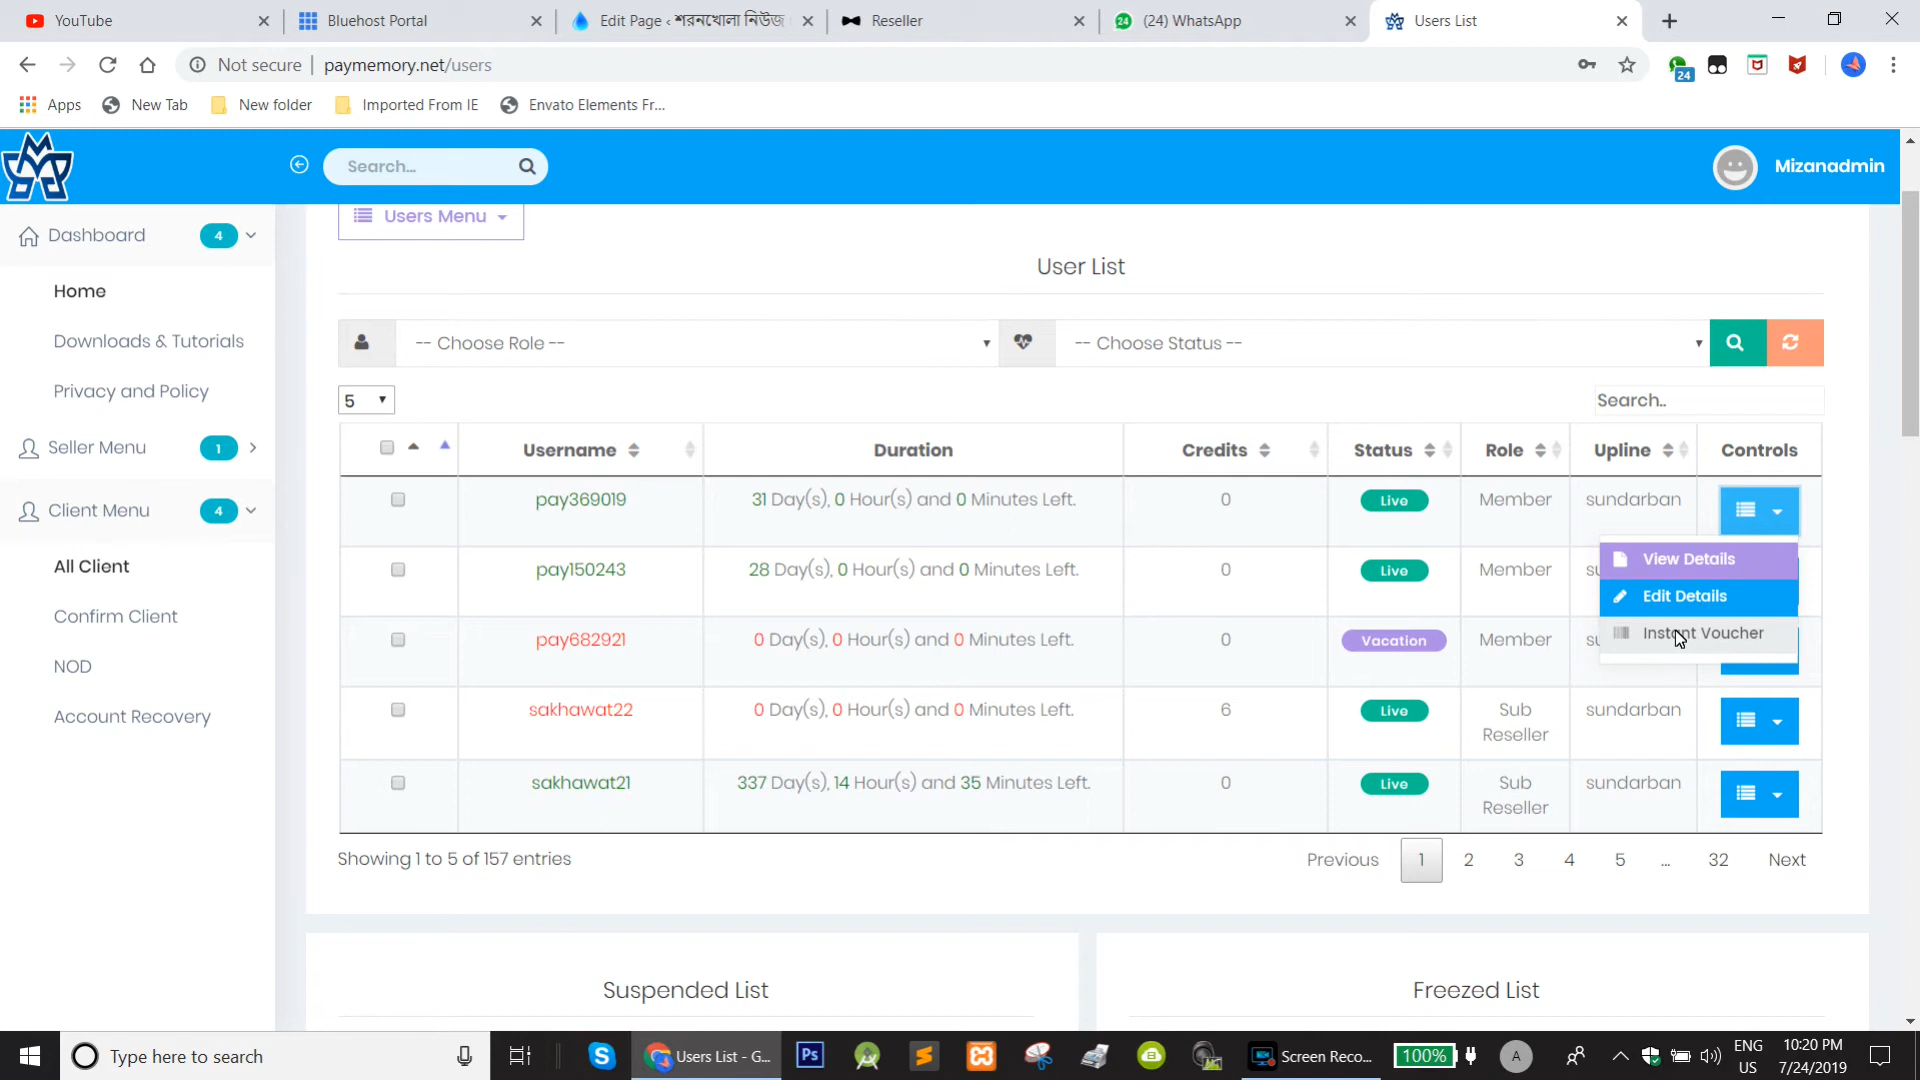 YouTube
Bluehost Portal
Edit Page ‹ শরনখোলা নিউজ
Reseller
(24) WhatsApp
Users List
Not secure | paymemory.net/users
24
Apps
New Tab
New folder
Imported From IE
Envato Elements Fr...
Search...
Mizanadmin
Dashboard 4
Home
Downloads & Tutorials
Privacy and Policy
Seller Menu 1
Client Menu 4
All Client
Confirm Client
NOD
Account Recovery
Users Menu
User List
-- Choose Role --
-- Choose Status --
5
Search..
Username Duration Credits Status Role Upline Controls
pay369019 31 Day(s), 0 Hour(s) and 0 Minutes Left. 0 Live Member sundarban
View Details
Edit Details
Instant Voucher
pay150243 28 Day(s), 0 Hour(s) and 0 Minutes Left. 0 Live Member
pay682921 0 Day(s), 0 Hour(s) and 0 Minutes Left. 0 Vacation Member
sakhawat22 0 Day(s), 0 Hour(s) and 0 Minutes Left. 6 Live Sub Reseller sundarban
sakhawat21 337 Day(s), 14 Hour(s) and 35 Minutes Left. 0 Live Sub Reseller sundarban
Showing 1 to 5 of 157 entries
Previous 1 2 3 4 5 ... 32 Next
Suspended List
Freezed List
Type here to search
Ps
Users List - G...
Screen Reco...
100%
A
ENG
US
10:20 PM
7/24/2019